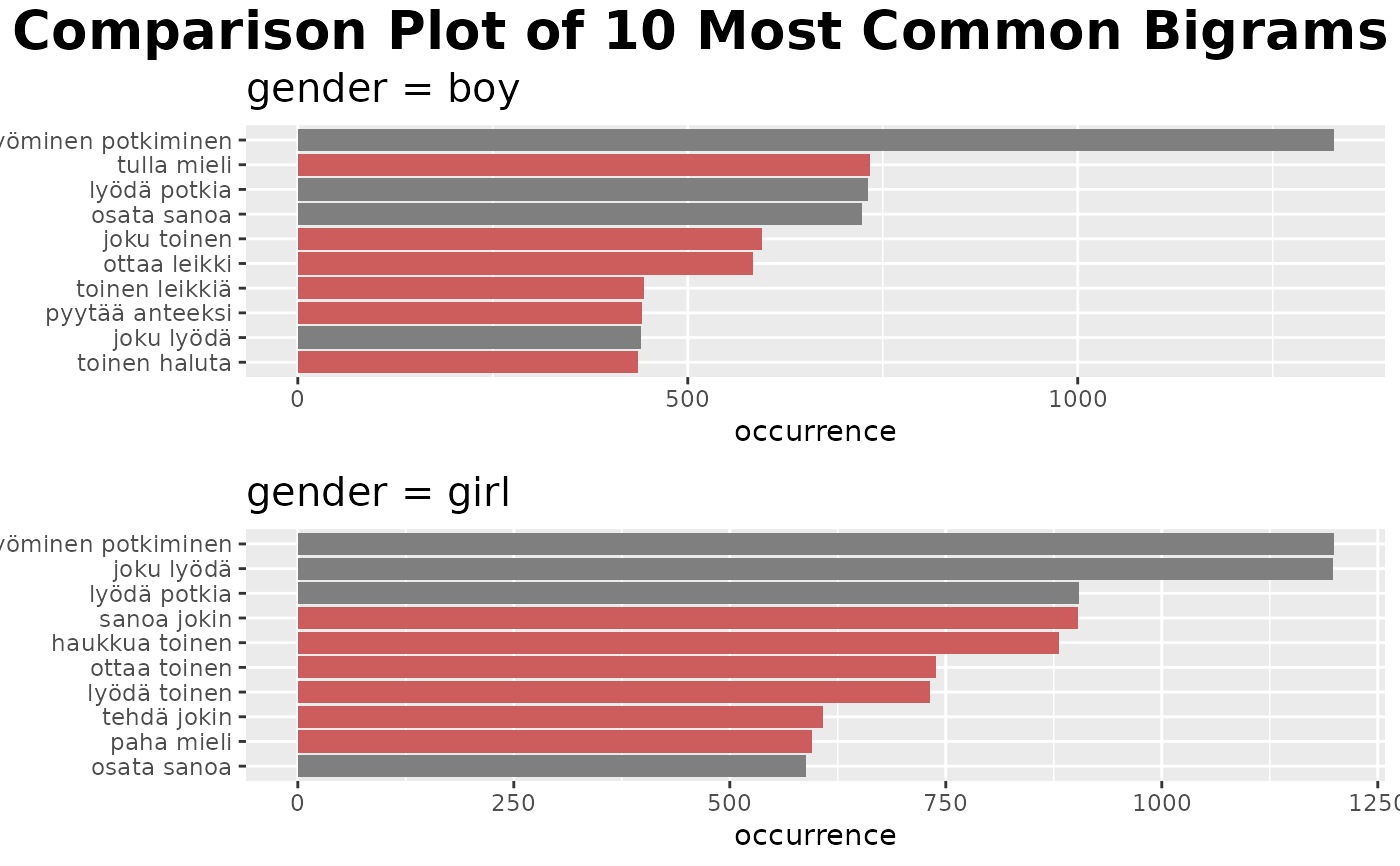 Comparison Plot of 10 Most Common Bigrams
gender = boy
yöminen potkiminen
tulla mieli
lyödä potkia
osata sanoa
joku toinen
ottaa leikki
toinen leikkiä
pyytää anteeksi
joku lyödä
toinen haluta
0 500 1000
occurrence
gender = girl
yöminen potkiminen
joku lyödä
lyödä potkia
sanoa jokin
haukkua toinen
ottaa toinen
lyödä toinen
tehdä jokin
paha mieli
osata sanoa
0 250 500 750 1000 1250
occurrence